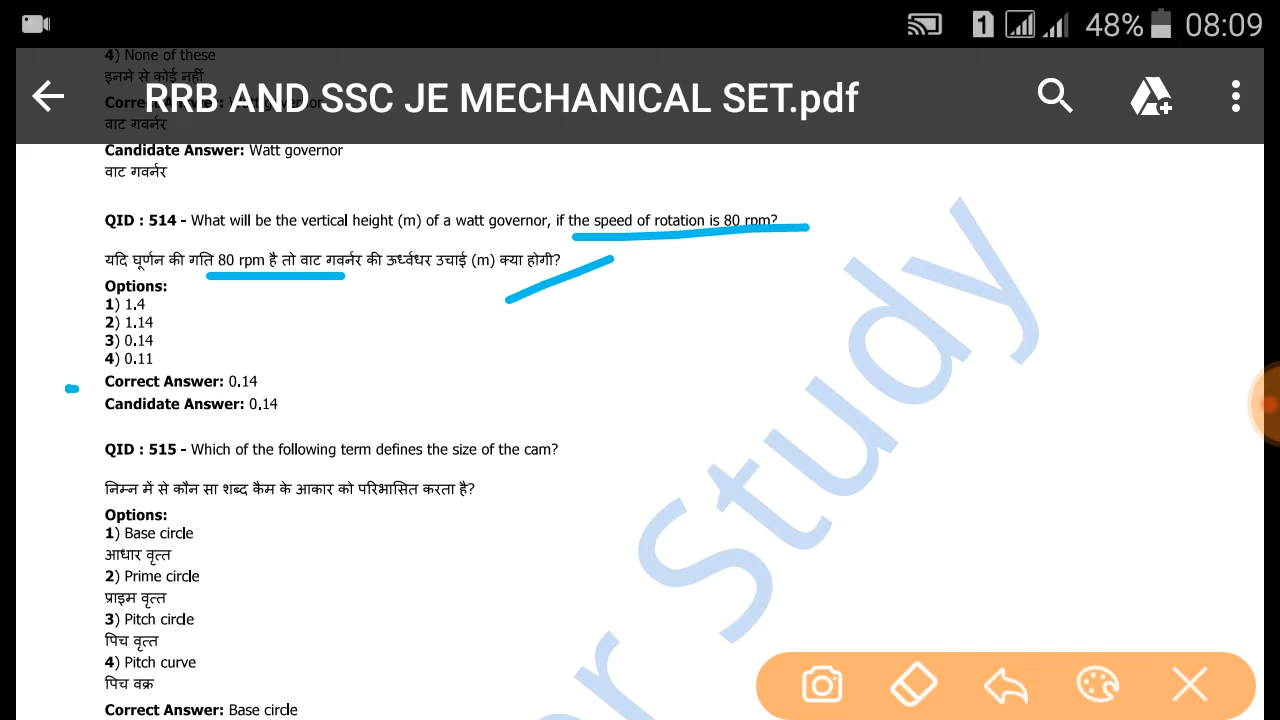 48% 08:09
4) None of these
इनमे से कोई नहीं
RRB AND SSC JE MECHANICAL SET.pdf
वाट गवर्नर
Candidate Answer: Watt governor
वाट गवर्नर
QID : 514 - What will be the vertical height (m) of a watt governor, if the speed of rotation is 80 rpm?
यदि घूर्णन की गति 80 rpm है तो वाट गवर्नर की ऊर्ध्वधर उचाई (m) क्या होगी?
Options:
1) 1.4
2) 1.14
3) 0.14
4) 0.11
Correct Answer: 0.14
Candidate Answer: 0.14
QID : 515 - Which of the following term defines the size of the cam?
निम्न में से कौन सा शब्द कैम के आकार को परिभासित करता है?
Options:
1) Base circle
आधार वृत्त
2) Prime circle
प्राइम वृत्त
3) Pitch circle
पिच वृत्त
4) Pitch curve
पिच वक्र
Correct Answer: Base circle
Study